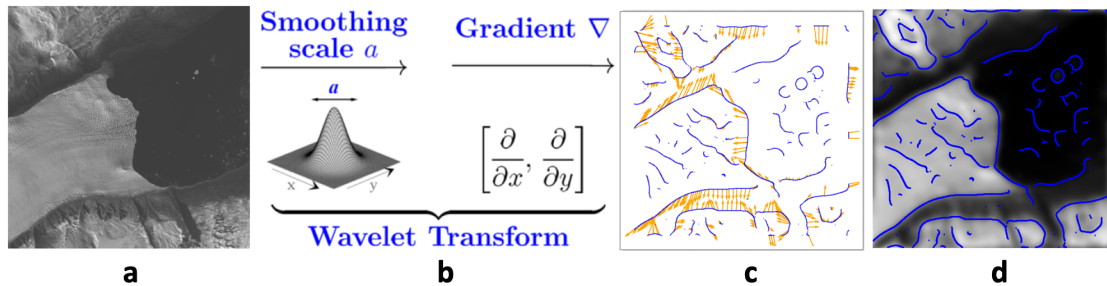 Smoothing
scale a
Gradient ∇
a
x
y
[∂/∂x, ∂/∂y]
Wavelet Transform
a
b
c
d